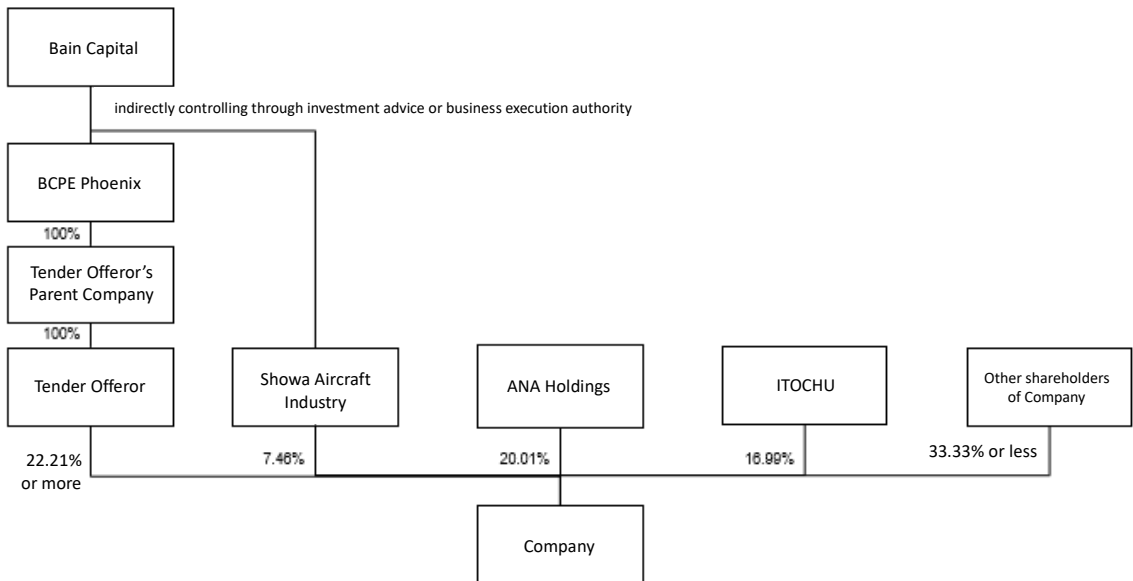 Bain Capital
indirectly controlling through investment advice or business execution authority
BCPE Phoenix
100%
Tender Offeror’s
Parent Company
100%
Tender Offeror
Showa Aircraft
Industry
ANA Holdings
ITOCHU
Other shareholders
of Company
22.21%
or more
7.46%
20.01%
16.99%
33.33% or less
Company